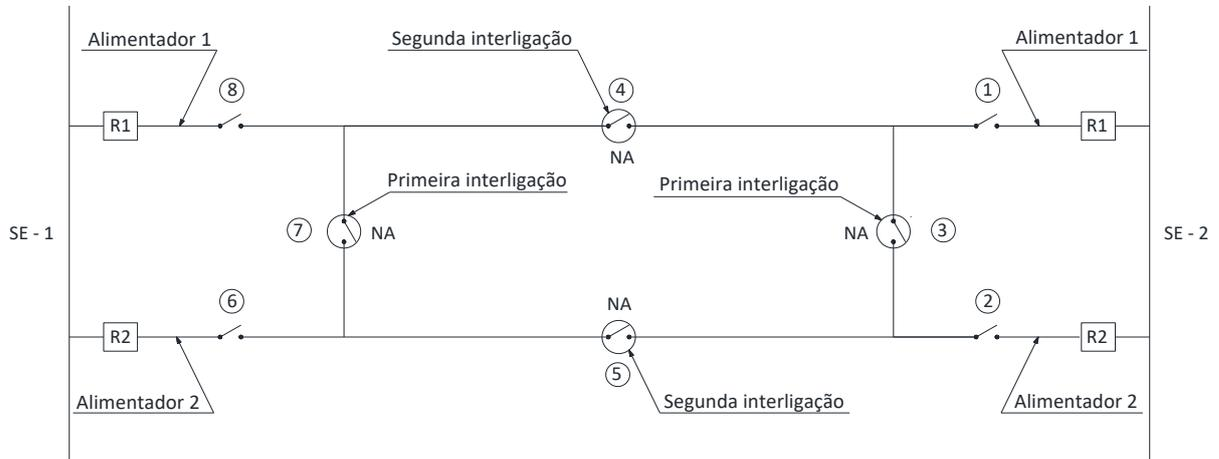 Alimentador 1
Segunda interligação
Alimentador 1
8
4
1
R1
R1
NA
Primeira interligação
Primeira interligação
SE - 1
7
NA
NA
3
SE - 2
6
NA
2
R2
R2
5
Alimentador 2
Segunda interligação
Alimentador 2